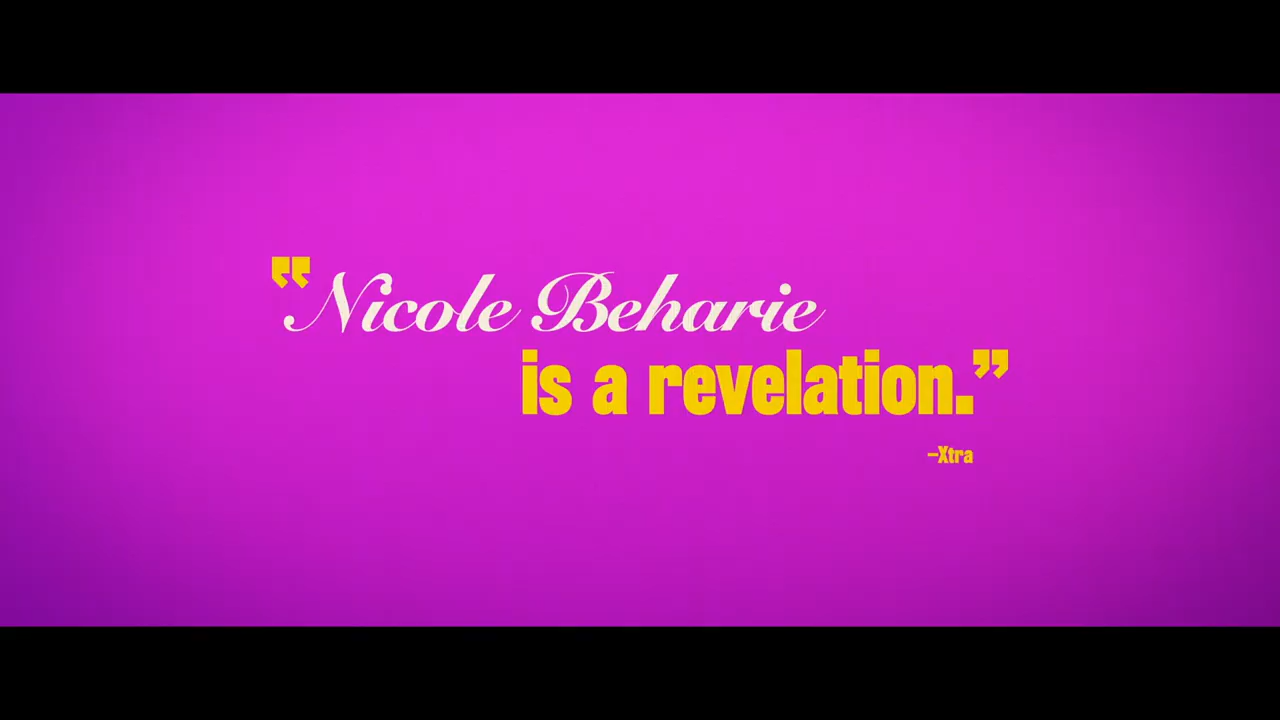 "Nicole Beharie
is a revelation."
–Xtra